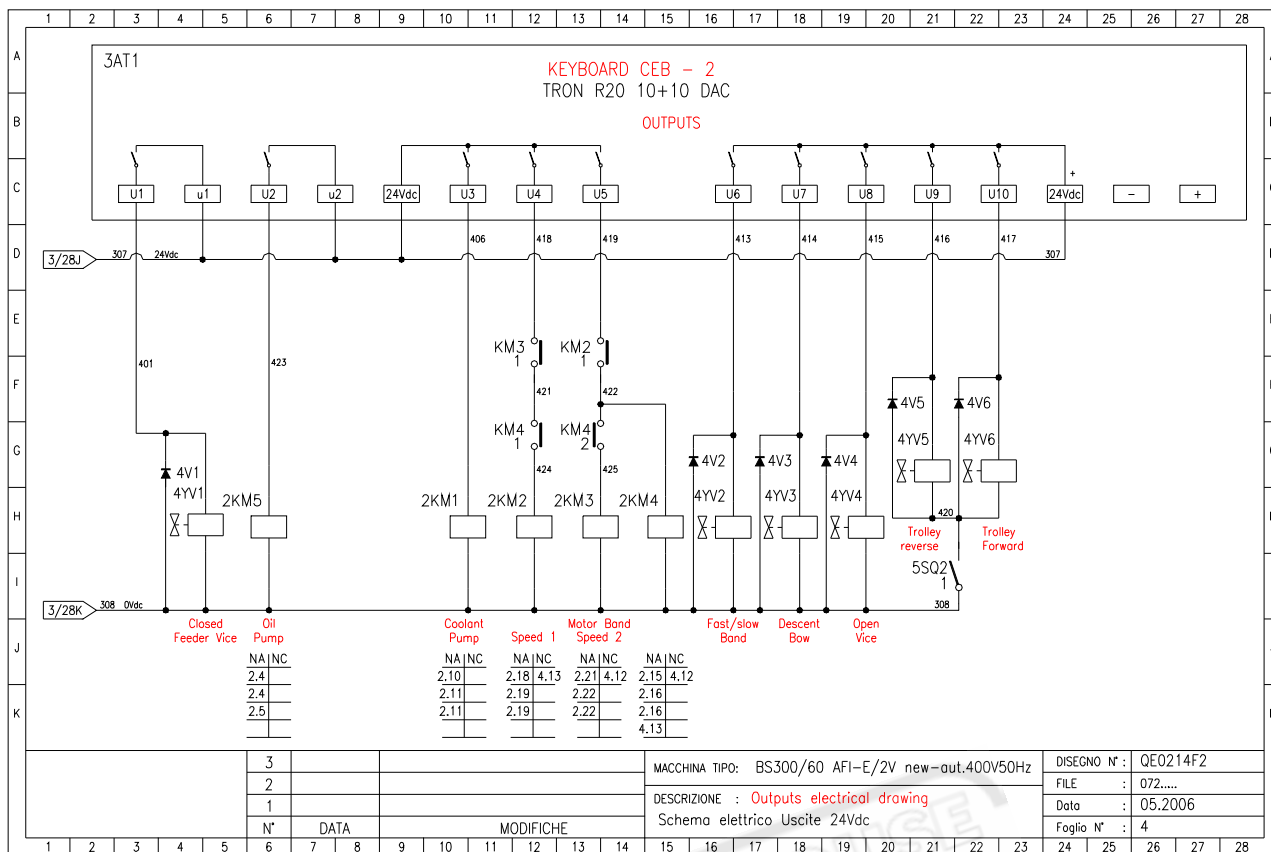 1 2 3 4 5 6 7 8 9 10 11 12 13 14 15 16 17 18 19 20 21 22 23 24 25 26 27 28
A
3AT1
KEYBOARD CEB - 2
TRON R20 10+10 DAC
B
OUTPUTS
C
U1 u1 U2 u2 24Vdc U3 U4 U5 U6 U7 U8 U9 U10 24Vdc - +
+
406 418 419 413 414 415 416 417
D
3/28J 307 24Vdc 307
E
KM3 1 KM2 1
401 423
F
421 422
4V5 4V6
G
KM4 1 KM4 2
4YV5 4YV6
4V1 424 425 4V2 4V3 4V4
4YV1 4YV2 4YV3 4YV4
H
2KM5 2KM1 2KM2 2KM3 2KM4
420
Trolley reverse Trolley Forward
I
5SQ2 1
3/28K 308 0Vdc 308
J
Closed Feeder Vice
Oil Pump
Coolant Pump
Speed 1
Motor Band Speed 2
Fast/slow Band
Descent Bow
Open Vice
NA NC NA NC NA NC NA NC NA NC
2.4 2.10 2.18 4.13 2.21 4.12 2.15 4.12
2.4 2.11 2.19 2.22 2.16
K
2.5 2.11 2.19 2.22 2.16
4.13
3
2
1
N° DATA MODIFICHE
MACCHINA TIPO: BS300/60 AFI-E/2V new-aut.400V50Hz
DESCRIZIONE : Outputs electrical drawing
Schema elettrico Uscite 24Vdc
DISEGNO N° : QE0214F2
FILE : 072.....
Data : 05.2006
Foglio N° : 4
1 2 3 4 5 6 7 8 9 10 11 12 13 14 15 16 17 18 19 20 21 22 23 24 25 26 27 28